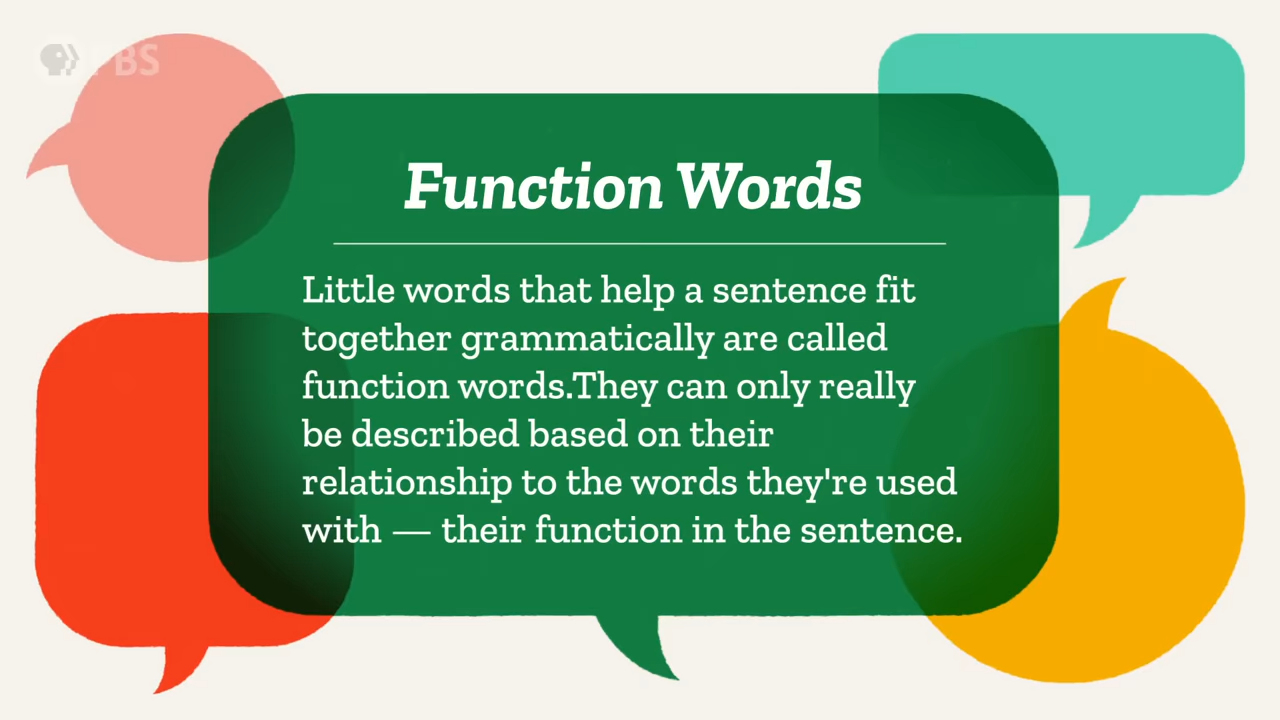 PBS
Function Words
Little words that help a sentence fit
together grammatically are called
function words.They can only really
be described based on their
relationship to the words they're used
with — their function in the sentence.